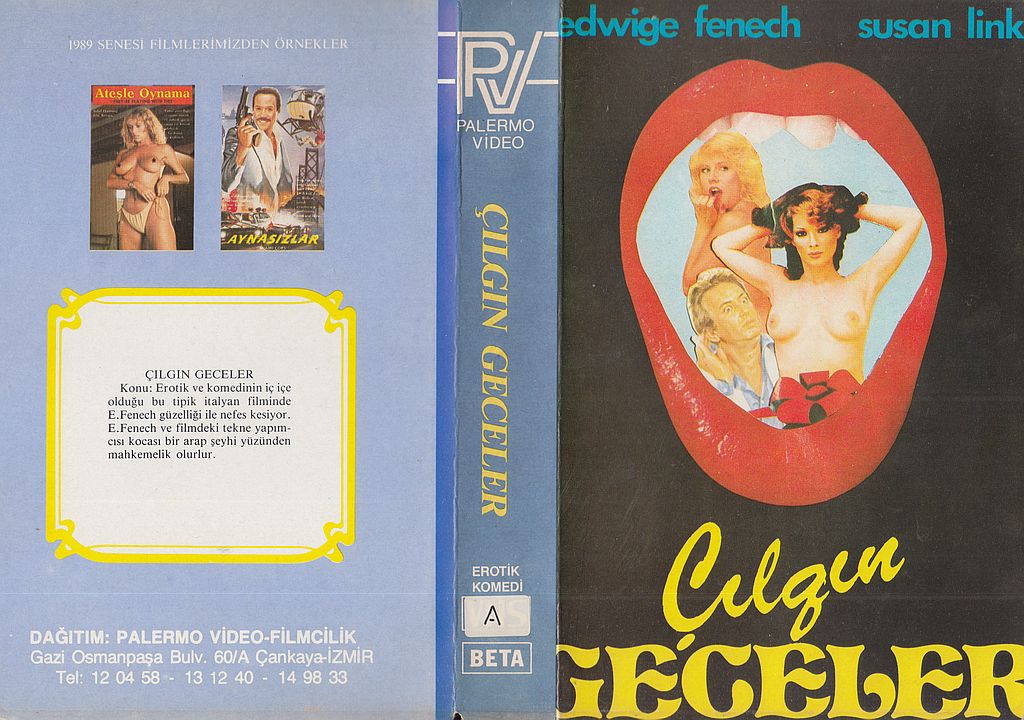 1989 SENESİ FİLMLERİMİZDEN ÖRNEKLER
Ateşle Oynama
AYNASIZLAR
ÇILGIN GECELER
Konu: Erotik ve komedinin iç içe
olduğu bu tipik italyan filminde
E.Fenech güzelliği ile nefes kesiyor.
E.Fenech ve filmdeki tekne yapım-
cısı kocası bir arap şeyhi yüzünden
mahkemelik olurlur.
DAĞITIM: PALERMO VİDEO-FİLMCİLİK
Gazi Osmanpaşa Bulv. 60/A Çankaya-İZMİR
Tel: 12 04 58 - 13 12 40 - 14 98 33
PV
PALERMO
VİDEO
ÇILGIN GECELER
EROTİK
KOMEDİ
A
BETA
edwige fenech susan link
Çılgın
GECELER